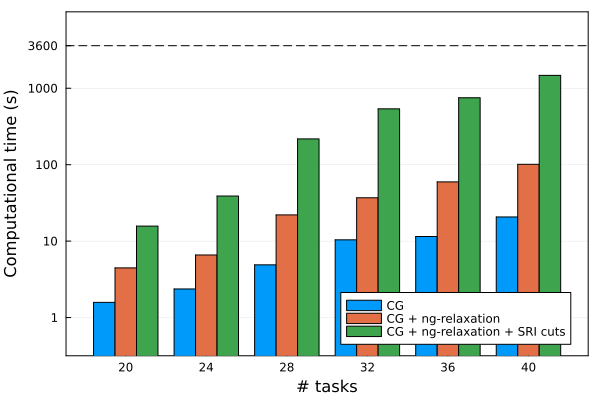 Computational time (s)
3600
1000
100
10
1
CG
CG + ng-relaxation
CG + ng-relaxation + SRI cuts
20 24 28 32 36 40
# tasks